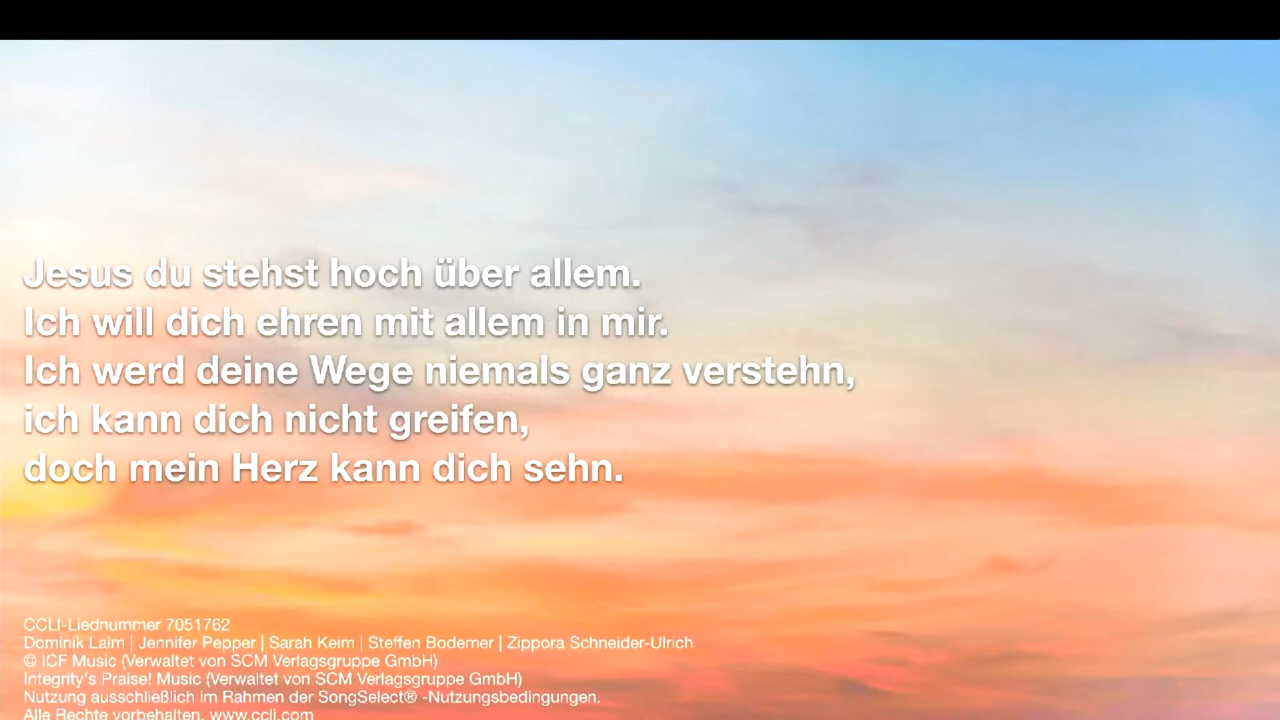 Jesus du stehst hoch über allem.
Ich will dich ehren mit allem in mir.
Ich werd deine Wege niemals ganz verstehn,
ich kann dich nicht greifen,
doch mein Herz kann dich sehn.
CCLI-Liednummer 7051762
Dominik Laim | Jennifer Pepper | Sarah Keim | Steffen Bodemer | Zippora Schneider-Ulrich
© ICF Music (Verwaltet von SCM Verlagsgruppe GmbH)
Integrity's Praise! Music (Verwaltet von SCM Verlagsgruppe GmbH)
Nutzung ausschließlich im Rahmen der SongSelect® -Nutzungsbedingungen.
Alle Rechte vorbehalten. www.ccli.com